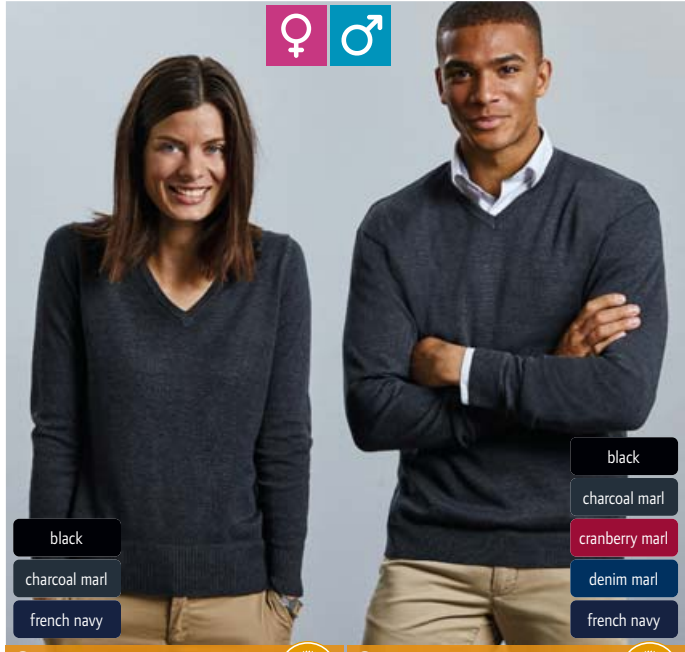 black
charcoal marl
french navy
black
charcoal marl
cranberry marl
denim marl
french navy